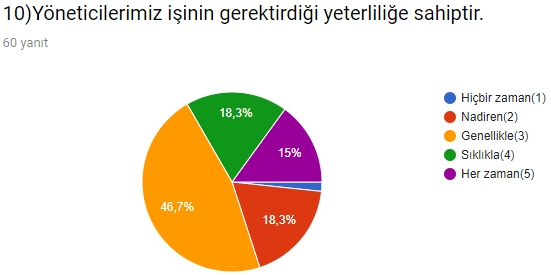 10)Yöneticilerimiz işinin gerektirdiği yeterliliğe sahiptir.
60 yanıt
18,3%
15%
46,7%
18,3%
Hiçbir zaman(1)
Nadiren(2)
Genellikle(3)
Sıklıkla(4)
Her zaman(5)